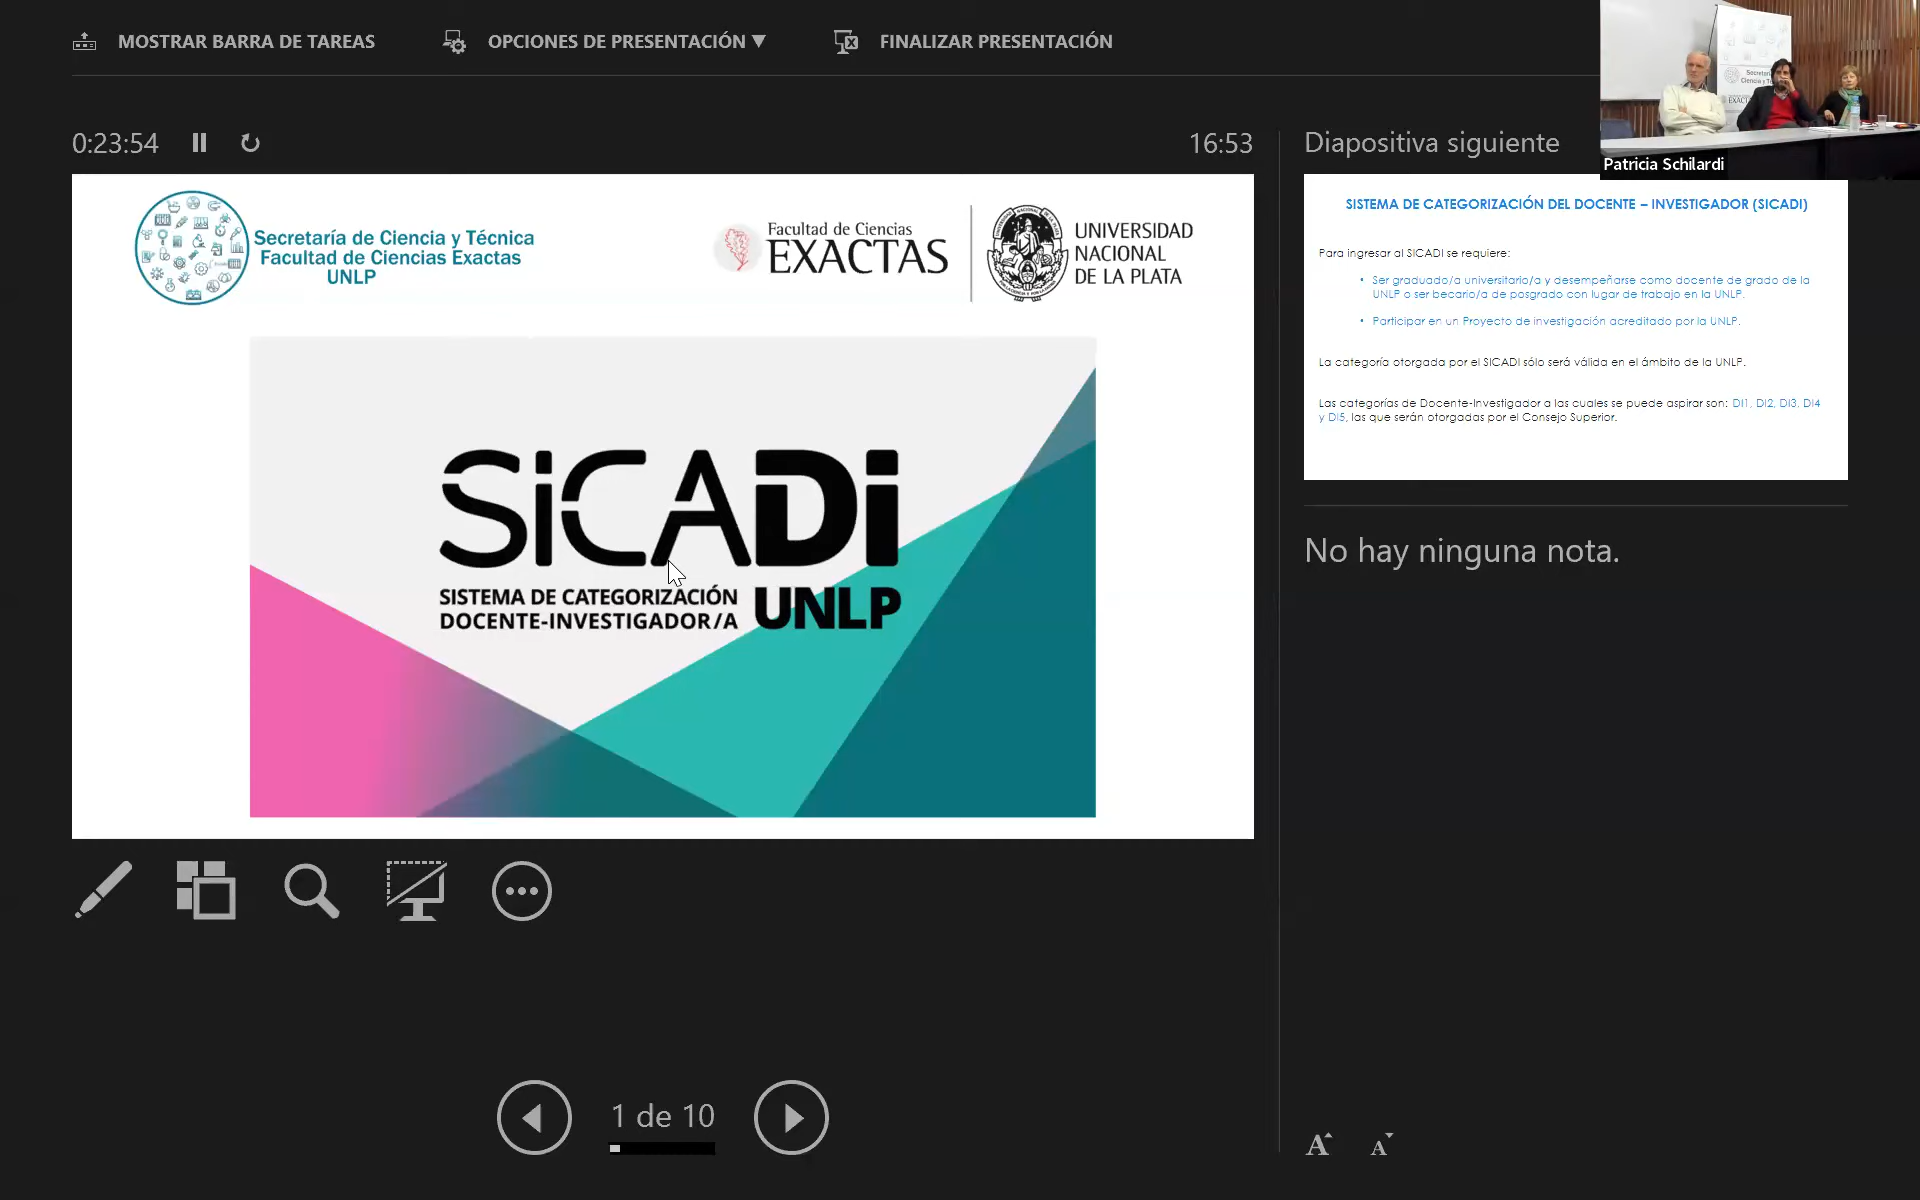 MOSTRAR BARRA DE TAREAS
OPCIONES DE PRESENTACIÓN ▼
FINALIZAR PRESENTACIÓN
Patricia Schilardi
0:23:54
16:53
Secretaría de Ciencia y Técnica
Facultad de Ciencias Exactas
UNLP
Facultad de Ciencias
EXACTAS
UNIVERSIDAD
NACIONAL
DE LA PLATA
SiCADi
SISTEMA DE CATEGORIZACIÓN
DOCENTE-INVESTIGADOR/A
UNLP
1 de 10
Diapositiva siguiente
SISTEMA DE CATEGORIZACIÓN DEL DOCENTE – INVESTIGADOR (SICADI)
Para ingresar al SICADI se requiere:
• Ser graduado/a universitario/a y desempeñarse como docente de grado de la
UNLP o ser becario/a de posgrado con lugar de trabajo en la UNLP.
• Participar en un Proyecto de investigación acreditado por la UNLP.
La categoría otorgada por el SICADI sólo será válida en el ámbito de la UNLP.
Las categorías de Docente-Investigador a las cuales se puede aspirar son: DI1, DI2, DI3, DI4
y DI5, las que serán otorgadas por el Consejo Superior.
No hay ninguna nota.
A A